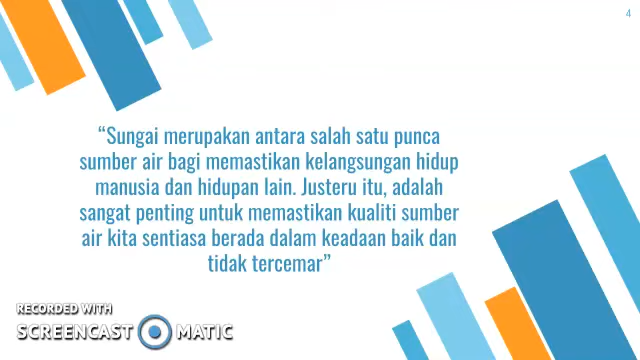 4
“Sungai merupakan antara salah satu punca
sumber air bagi memastikan kelangsungan hidup
manusia dan hidupan lain. Justeru itu, adalah
sangat penting untuk memastikan kualiti sumber
air kita sentiasa berada dalam keadaan baik dan
tidak tercemar”
RECORDED WITH
SCREENCAST MATIC